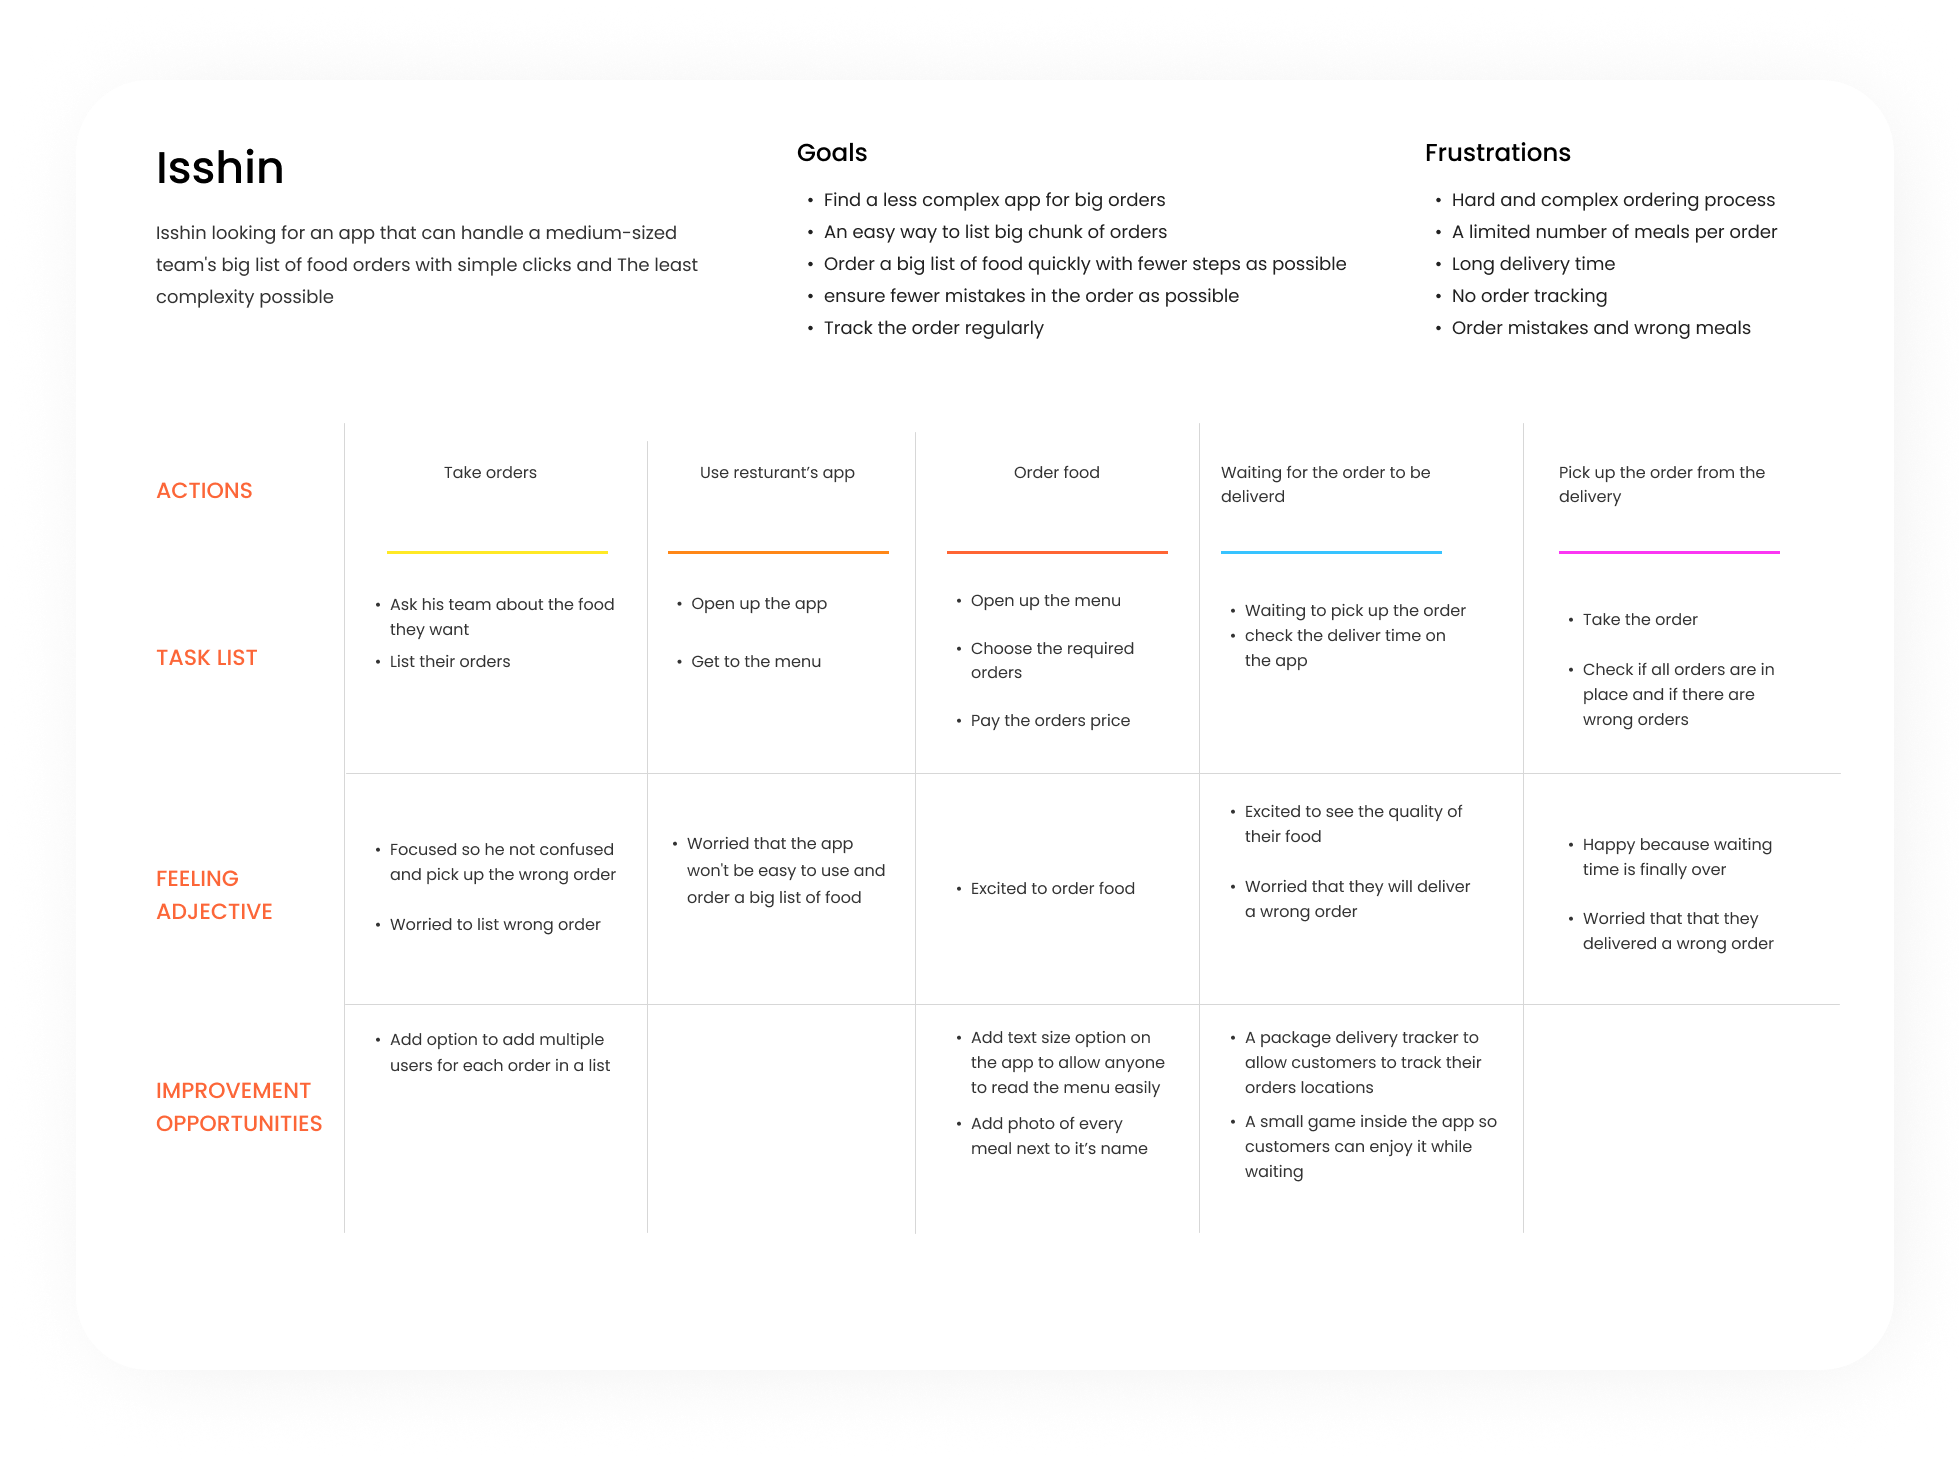 Isshin
Isshin looking for an app that can handle a medium-sized
team's big list of food orders with simple clicks and The least
complexity possible
Goals
• Find a less complex app for big orders
• An easy way to list big chunk of orders
• Order a big list of food quickly with fewer steps as possible
• ensure fewer mistakes in the order as possible
• Track the order regularly
Frustrations
• Hard and complex ordering process
• A limited number of meals per order
• Long delivery time
• No order tracking
• Order mistakes and wrong meals
ACTIONS
Take orders
Use resturant’s app
Order food
Waiting for the order to be
deliverd
Pick up the order from the
delivery
TASK LIST
• Ask his team about the food
they want
• List their orders
• Open up the app
• Get to the menu
• Open up the menu
• Choose the required
orders
• Pay the orders price
• Waiting to pick up the order
• check the deliver time on
the app
• Take the order
• Check if all orders are in
place and if there are
wrong orders
FEELING
ADJECTIVE
• Focused so he not confused
and pick up the wrong order
• Worried to list wrong order
• Worried that the app
won't be easy to use and
order a big list of food
• Excited to order food
• Excited to see the quality of
their food
• Worried that they will deliver
a wrong order
• Happy because waiting
time is finally over
• Worried that that they
delivered a wrong order
IMPROVEMENT
OPPORTUNITIES
• Add option to add multiple
users for each order in a list
• Add text size option on
the app to allow anyone
to read the menu easily
• Add photo of every
meal next to it’s name
• A package delivery tracker to
allow customers to track their
orders locations
• A small game inside the app so
customers can enjoy it while
waiting